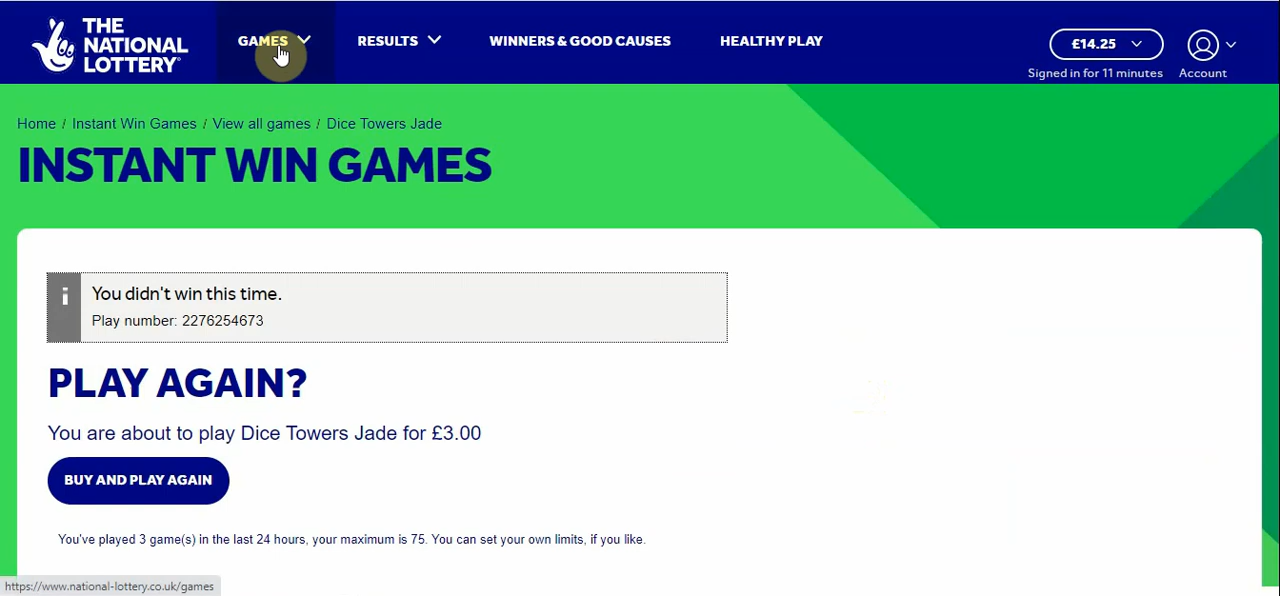 THE
NATIONAL
LOTTERY
GAMES
RESULTS
WINNERS & GOOD CAUSES
HEALTHY PLAY
£14.25
Signed in for 11 minutes
Account
Home / Instant Win Games / View all games / Dice Towers Jade
INSTANT WIN GAMES
i
You didn't win this time.
Play number: 2276254673
PLAY AGAIN?
You are about to play Dice Towers Jade for £3.00
BUY AND PLAY AGAIN
You've played 3 game(s) in the last 24 hours, your maximum is 75. You can set your own limits, if you like.
https://www.national-lottery.co.uk/games